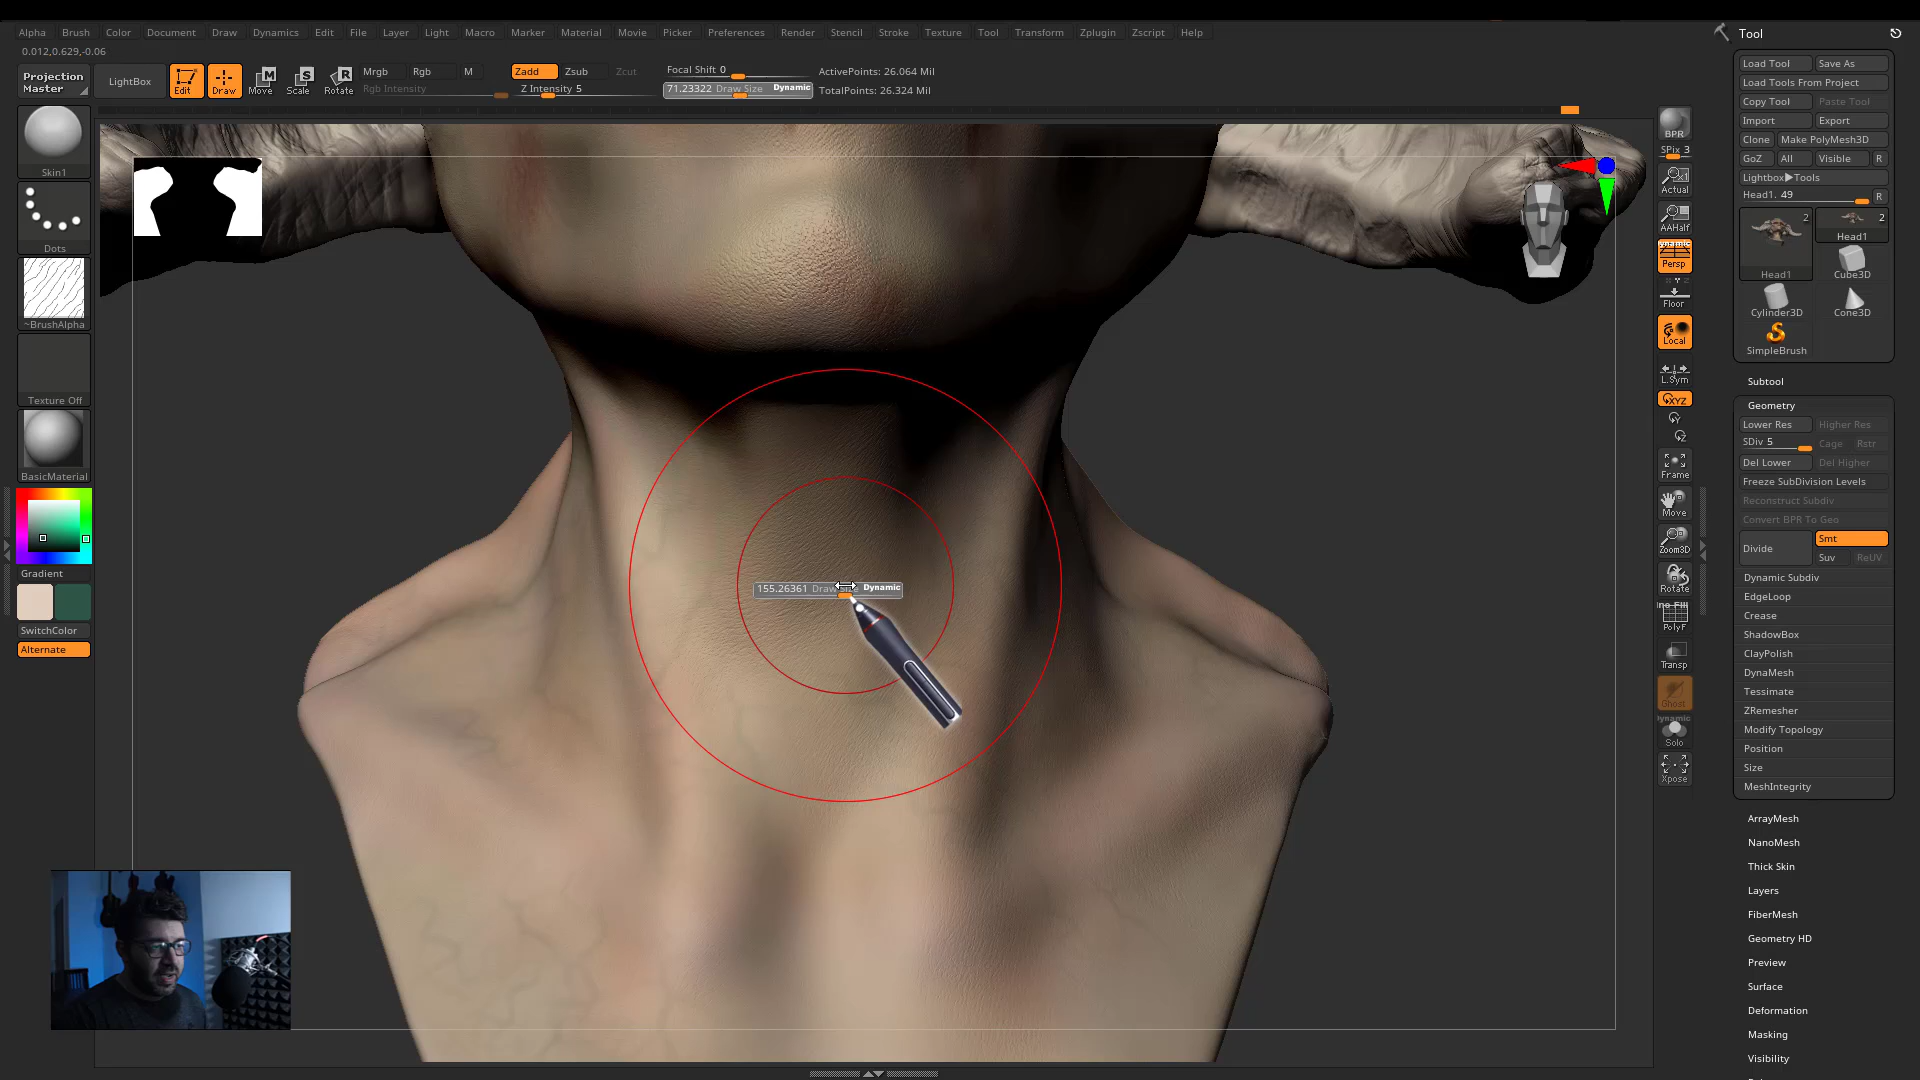 Alpha Brush Color Document Draw Dynamics Edit File Layer Light Macro Marker Material Movie Picker Preferences Render Stencil Stroke Texture Tool Transform Zplugin Zscript Help
0.012,0.629,-0.06
Projection Master
LightBox
Edit
Draw
Move
Scale
Rotate
Mrgb Rgb M
Rgb Intensity
Zadd Zsub Zcut
Z Intensity 5
Focal Shift 0
71.23322 Draw Size Dynamic
ActivePoints: 26.064 Mil
TotalPoints: 26.324 Mil
Skin1
Dots
~BrushAlpha
Texture Off
BasicMaterial
Gradient
SwitchColor
Alternate
155.26361 Dynamic
BPR
SPix 3
Actual
AAHalf
Persp
Floor
Local
L.Sym
XYZ
Frame
Move
Zoom3D
Rotate
PolyF
Transp
Ghost
Dynamic
Solo
Xpose
Tool
Load Tool Save As
Load Tools From Project
Copy Tool Paste Tool
Import Export
Clone Make PolyMesh3D
GoZ All Visible R
Lightbox▶Tools
Head1. 49 R
2 2
Head1
Head1
Cube3D
Cylinder3D Cone3D
SimpleBrush
Subtool
Geometry
Lower Res Higher Res
SDiv 5 Cage Rstr
Del Lower Del Higher
Freeze SubDivision Levels
Reconstruct Subdiv
Convert BPR To Geo
Divide
Smt
Suv ReUV
Dynamic Subdiv
EdgeLoop
Crease
ShadowBox
ClayPolish
DynaMesh
Tessimate
ZRemesher
Modify Topology
Position
Size
MeshIntegrity
ArrayMesh
NanoMesh
Thick Skin
Layers
FiberMesh
Geometry HD
Preview
Surface
Deformation
Masking
Visibility